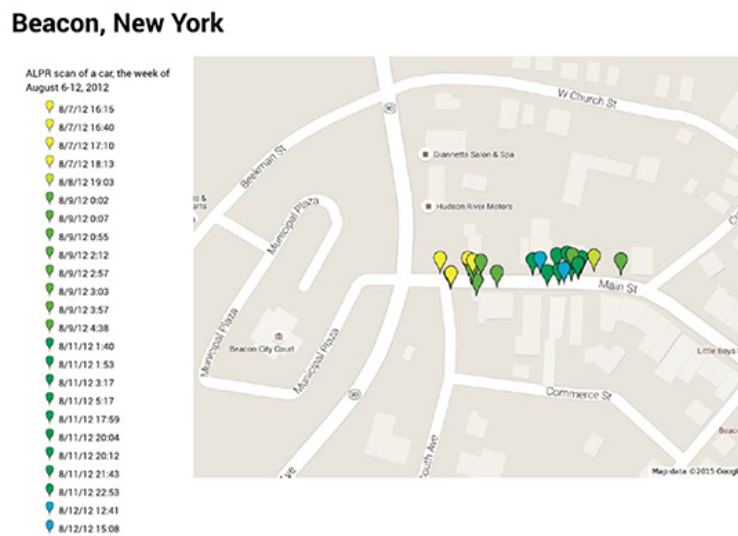 Beacon, New York
ALPR scan of a car, the week of
August 6-12, 2012
8/7/12 16:15
8/7/12 16:40
8/7/12 17:10
8/7/12 18:13
8/8/12 19:03
8/9/12 0:02
8/9/12 0:07
8/9/12 0:55
8/9/12 2:12
8/9/12 2:57
8/9/12 3:03
8/9/12 3:57
8/9/12 4:38
8/11/12 1:40
8/11/12 1:53
8/11/12 3:17
8/11/12 5:17
8/11/12 17:59
8/11/12 20:04
8/11/12 20:12
8/11/12 21:43
8/11/12 22:53
8/12/12 12:41
8/12/12 15:08
W Church St
Beekman St
Giannetta Salon & Spa
Municipal Plaza
Hudson River Motors
Main St
Municipal Plaza
Beacon City Court
Municipal Plaza
Little Boys
Commerce St
Map data ©2015 Googl